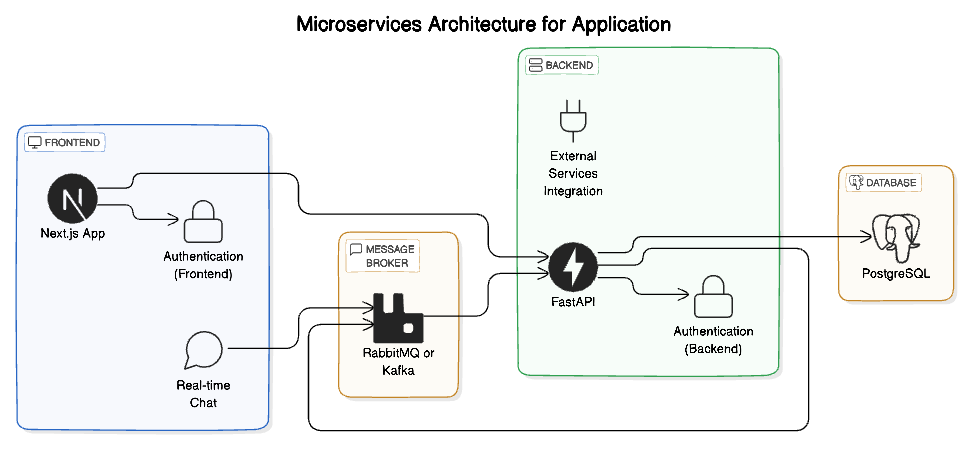 Microservices Architecture for Application
BACKEND
External
Services
Integration
FRONTEND
Next.js App
Authentication
(Frontend)
Real-time
Chat
MESSAGE
BROKER
RabbitMQ or
Kafka
FastAPI
Authentication
(Backend)
DATABASE
PostgreSQL